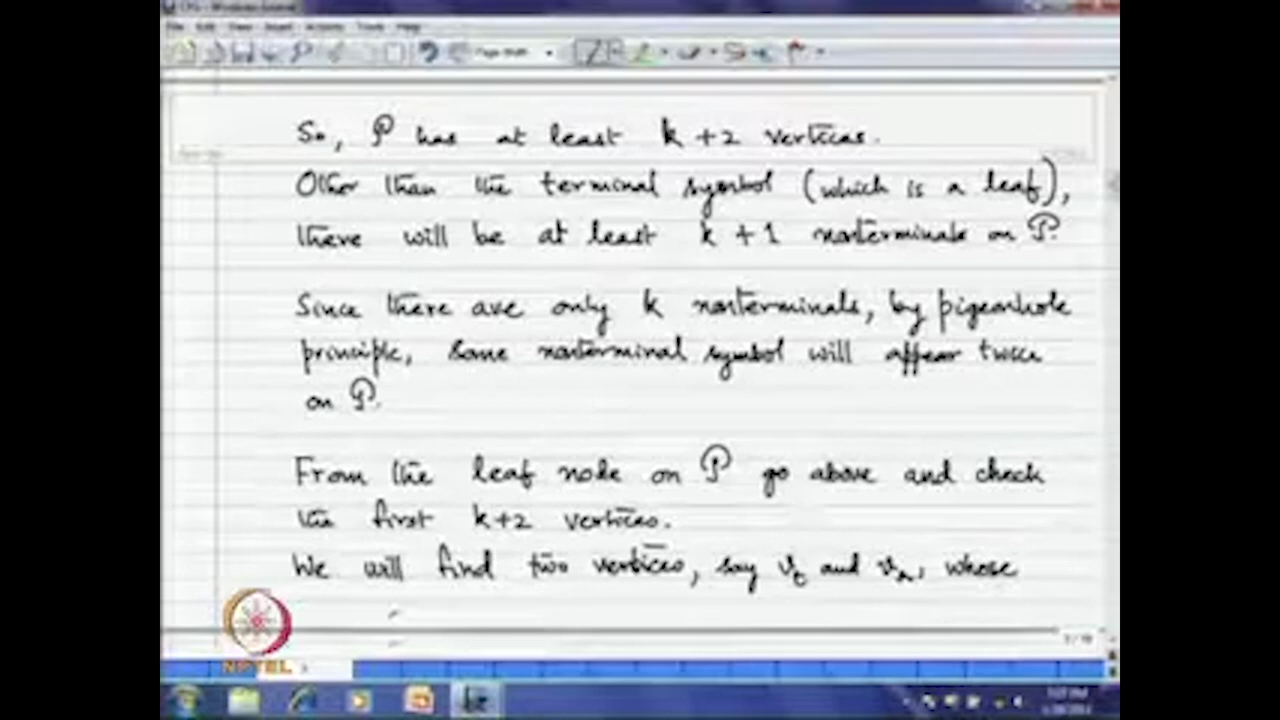 So, P has at least k+2 vertices.
Other than the terminal symbol (which is a leaf),
there will be at least k+1 nonterminals on P.
Since there are only k nonterminals, by pigeonhole
principle, some nonterminal symbol will appear twice
on P.
From the leaf node on P go above and check
the first k+2 vertices.
We will find two vertices, say v_t and v_s, whose
NPTEL